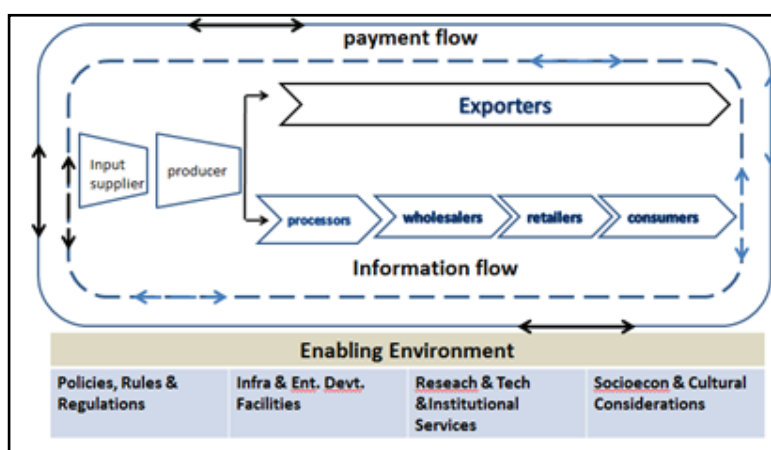 payment flow
Exporters
Input
supplier
producer
processors
wholesalers
retailers
consumers
Information flow
Enabling Environment
Policies, Rules &
Regulations
Infra & Ent. Devt.
Facilities
Reseach & Tech
&Institutional
Services
Socioecon & Cultural
Considerations